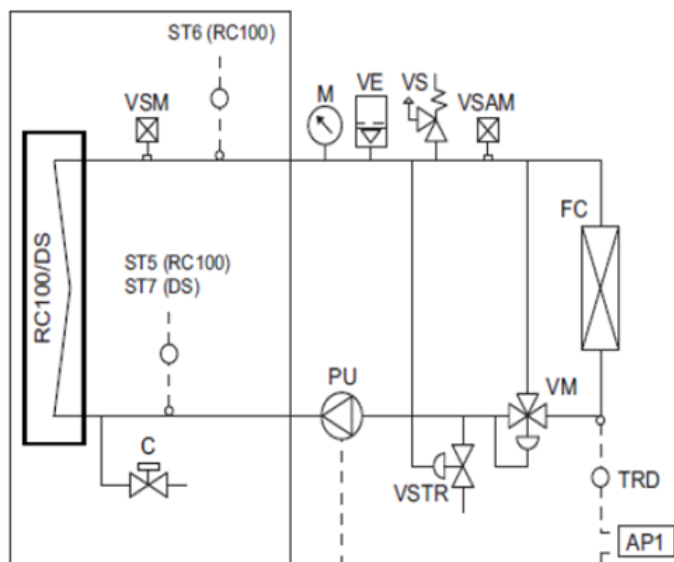 ST6 (RC100)
VSM
M
VE
VS
VSAM
FC
RC100/DS
ST5 (RC100)
ST7 (DS)
PU
VM
C
VSTR
TRD
AP1